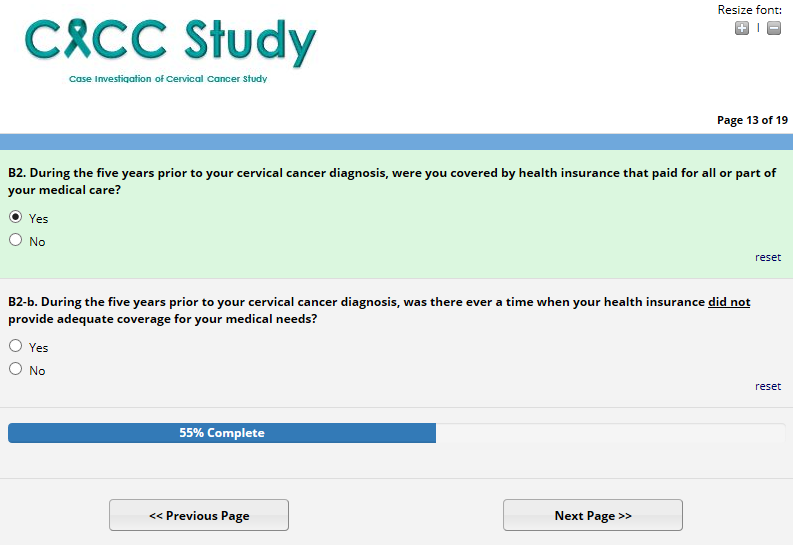 Resize font:
+ | -
CICC Study
Case Investigation of Cervical Cancer Study
Page 13 of 19
B2. During the five years prior to your cervical cancer diagnosis, were you covered by health insurance that paid for all or part of
your medical care?
Yes
No
reset
B2-b. During the five years prior to your cervical cancer diagnosis, was there ever a time when your health insurance did not
provide adequate coverage for your medical needs?
Yes
No
reset
55% Complete
<< Previous Page
Next Page >>